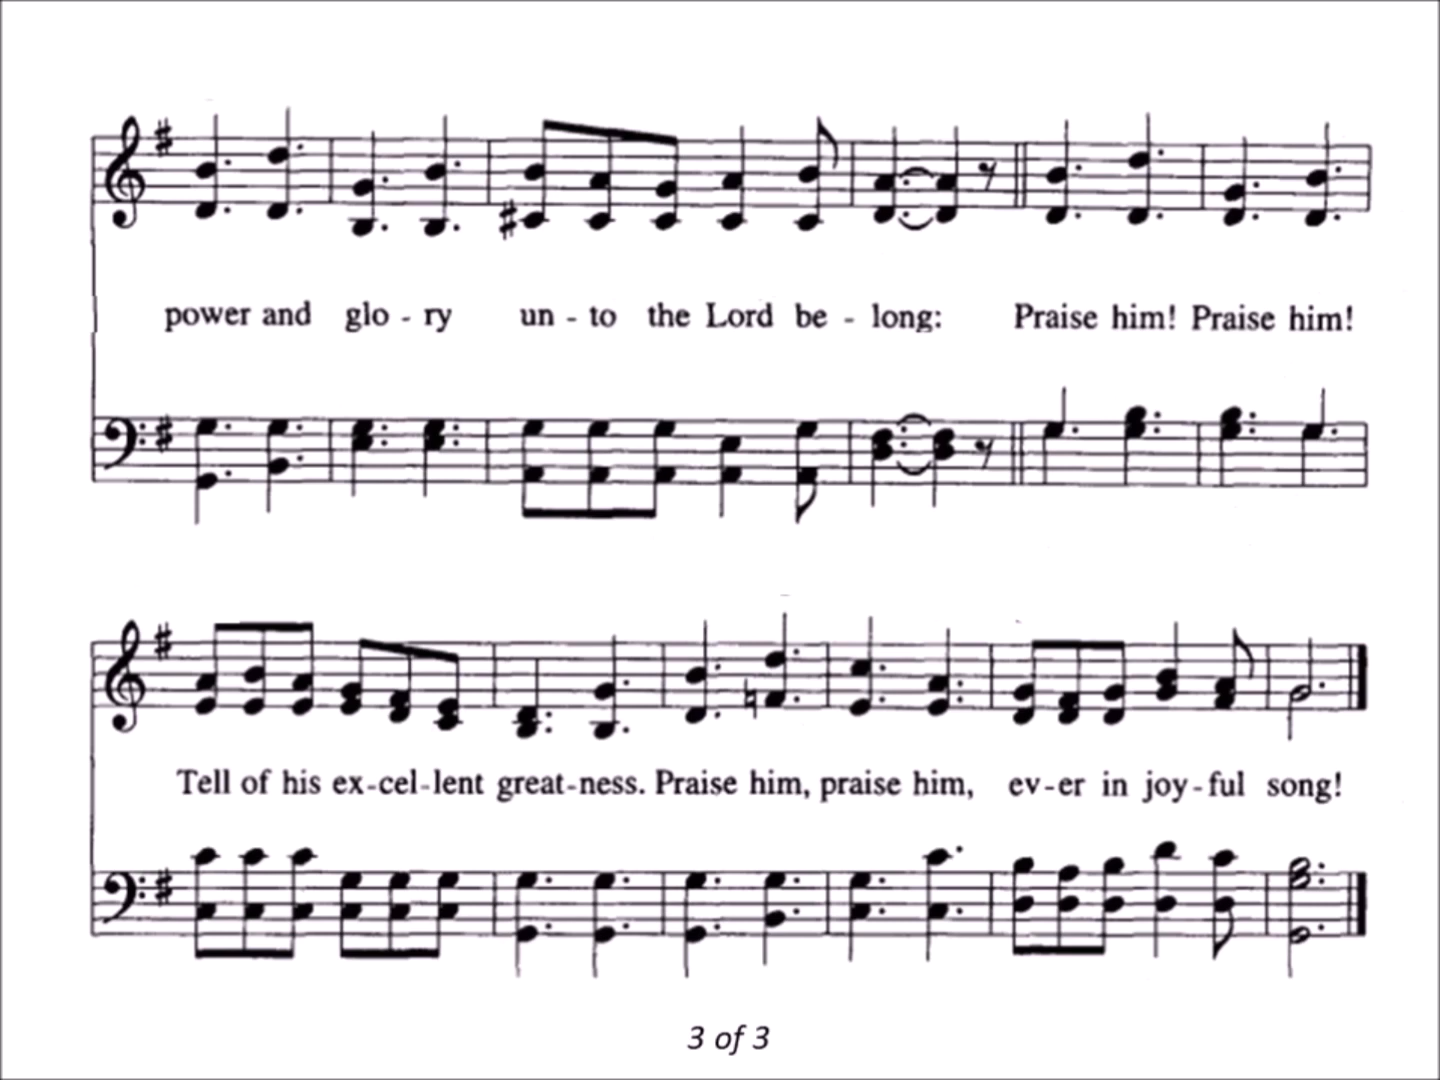 power and glo - ry un - to the Lord be - long: Praise him! Praise him!
Tell of his ex-cel-lent great-ness. Praise him, praise him, ev-er in joy-ful song!
3 of 3